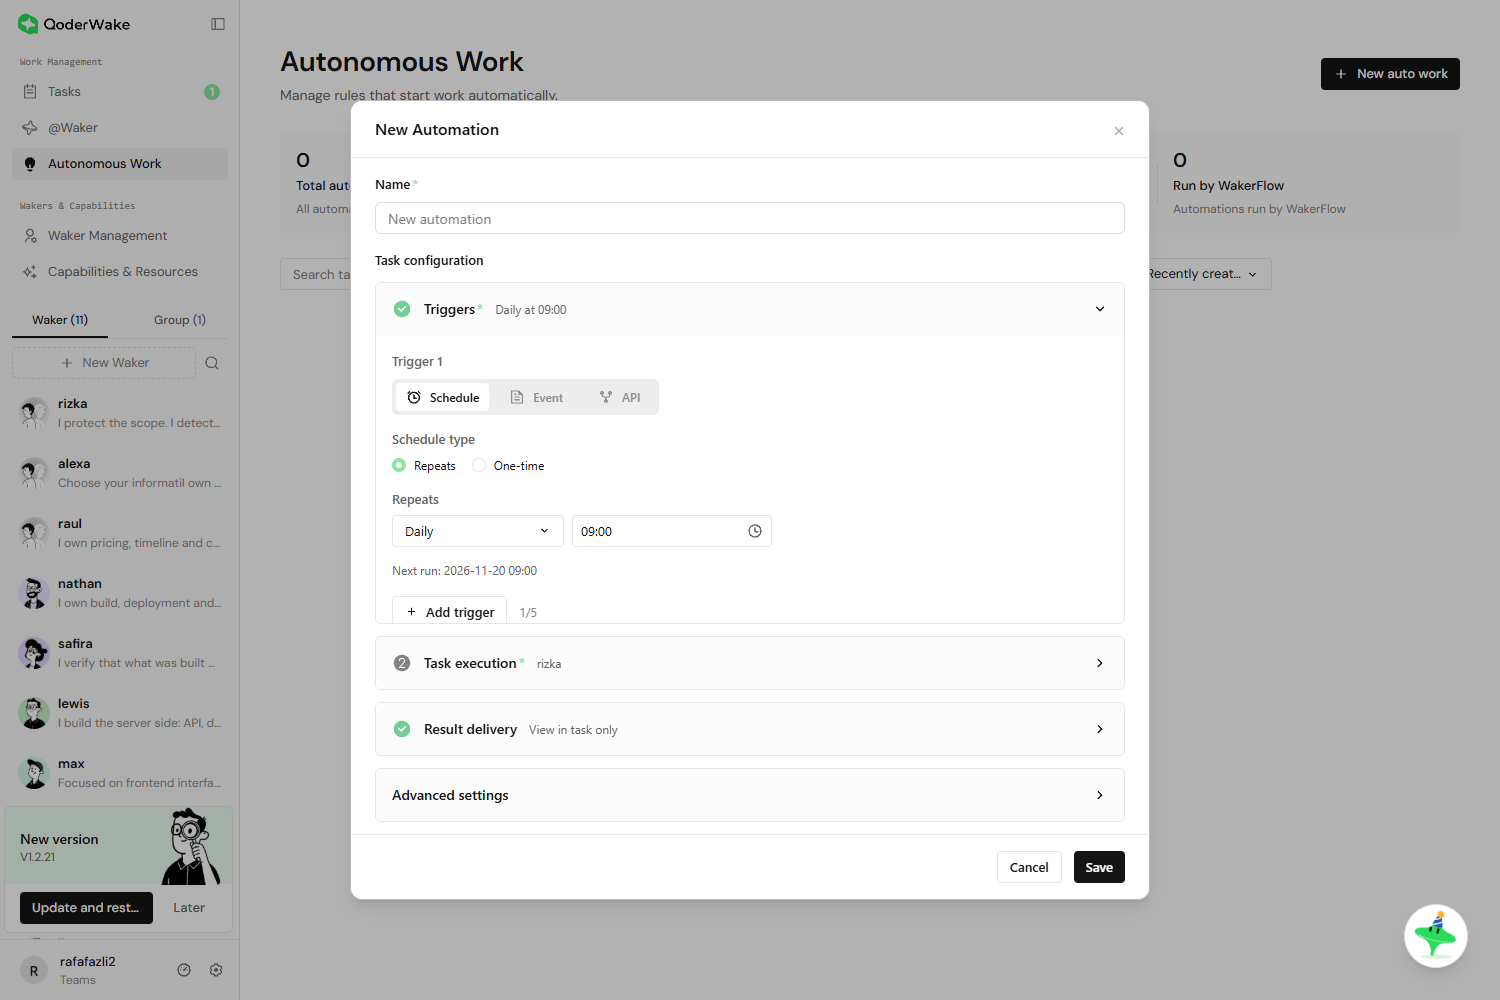 QoderWake
Work Management
Tasks
1
@Waker
Autonomous Work
Wakers & Capabilities
Waker Management
Capabilities & Resources
Waker (11)
Group (1)
+ New Waker
rizka
I protect the scope. I detect...
alexa
Choose your informatil own ...
raul
I own pricing, timeline and c...
nathan
I own build, deployment and...
safira
I verify that what was built ...
lewis
I build the server side: API, d...
max
Focused on frontend interfa...
New version
V1.2.21
Update and rest...
Later
R
rafafazli2
Teams
Autonomous Work
Manage rules that start work automatically.
+ New auto work
0
Total aut
All automa
0
Run by WakerFlow
Automations run by WakerFlow
Search ta
Recently creat...
New Automation
Name*
New automation
Task configuration
Triggers*
Daily at 09:00
Trigger 1
Schedule
Event
API
Schedule type
Repeats
One-time
Repeats
Daily
09:00
Next run: 2026-11-20 09:00
+ Add trigger
1/5
2
Task execution*
rizka
Result delivery
View in task only
Advanced settings
Cancel
Save